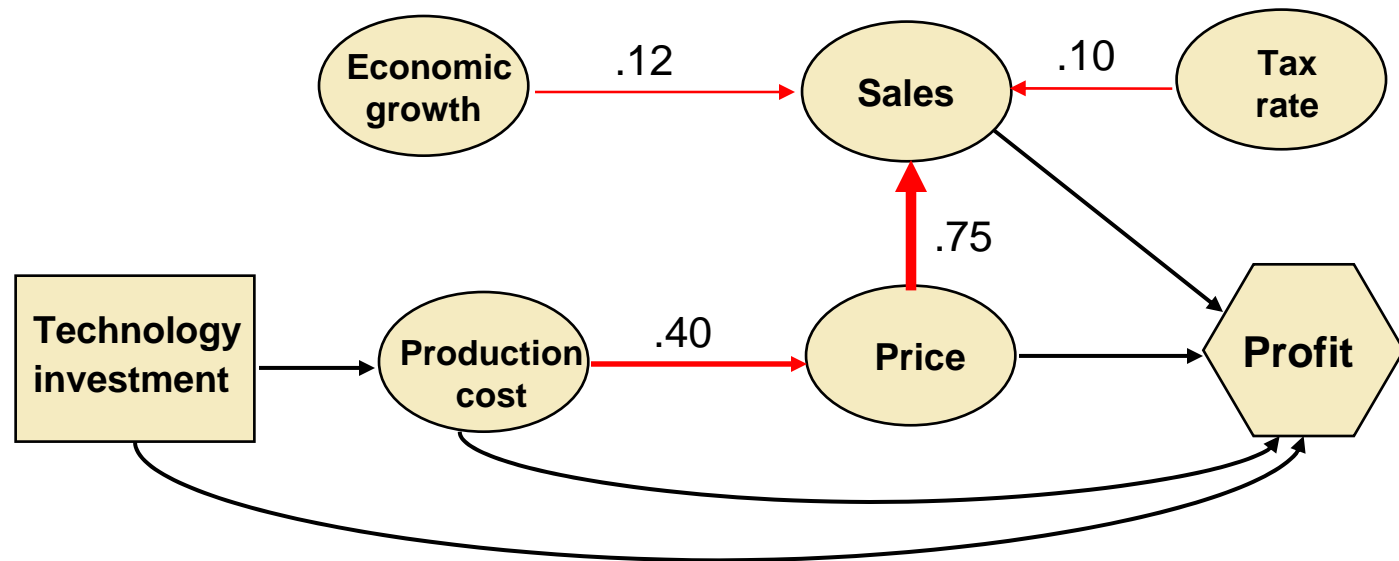 Economic
growth
.12
Sales
.10
Tax
rate
.75
Technology
investment
Production
cost
.40
Price
Profit